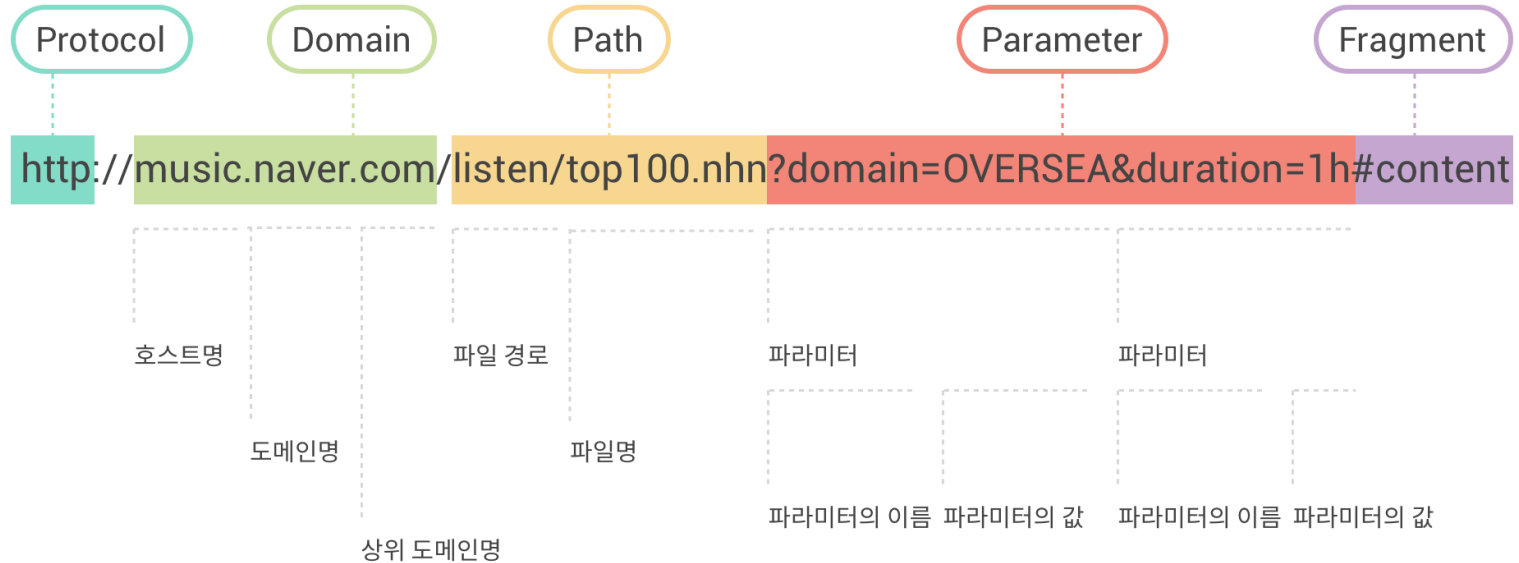 Protocol Domain Path Parameter Fragment
http://music.naver.com/listen/top100.nhn?domain=OVERSEA&duration=1h#content
호스트명 파일 경로 파라미터 파라미터
도메인명 파일명
파라미터의 이름 파라미터의 값 파라미터의 이름 파라미터의 값
상위 도메인명